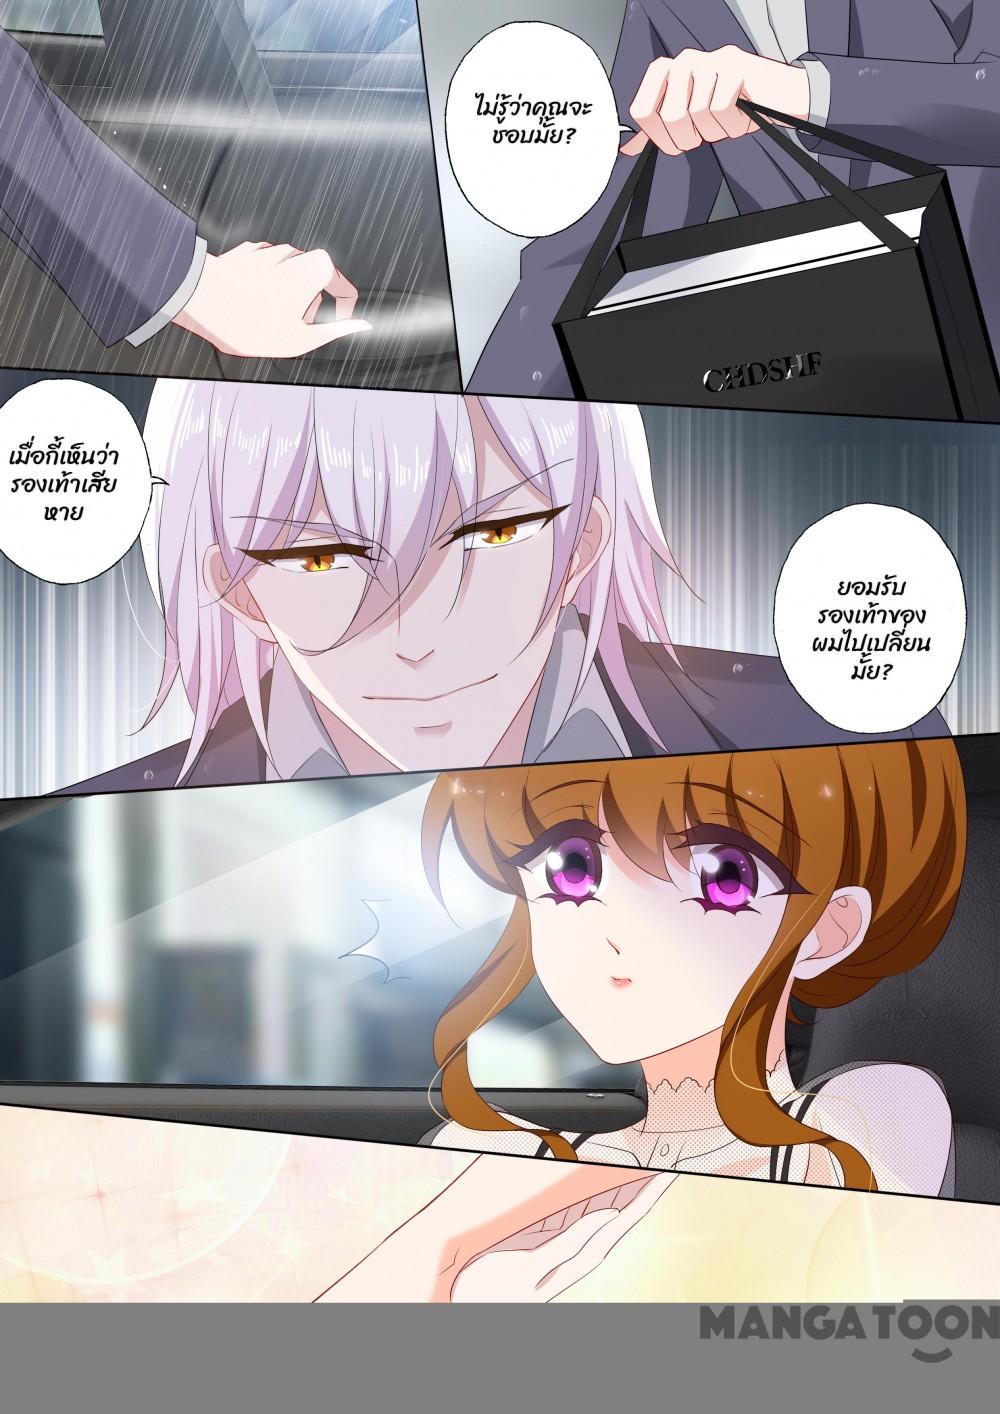 ไม่รู้ว่าคุณจะ
ชอบมั้ย?
CHDSHF
เมื่อกี้เห็นว่า
รองเท้าเสีย
หาย
ยอมรับ
รองเท้าของ
ผมไปเปลี่ยน
มั้ย?
MANGATOON